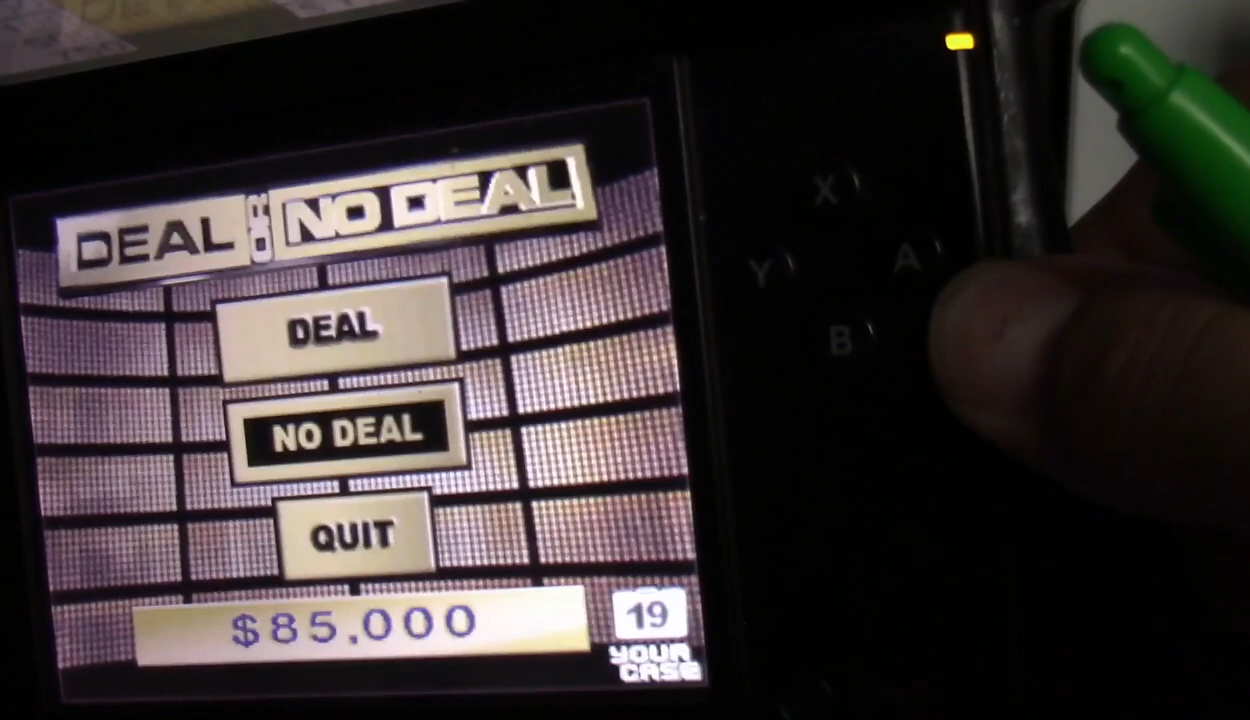 DEAL OR NO DEAL
DEAL
NO DEAL
QUIT
$85,000
19
YOUR
CASE
X
Y
A
B